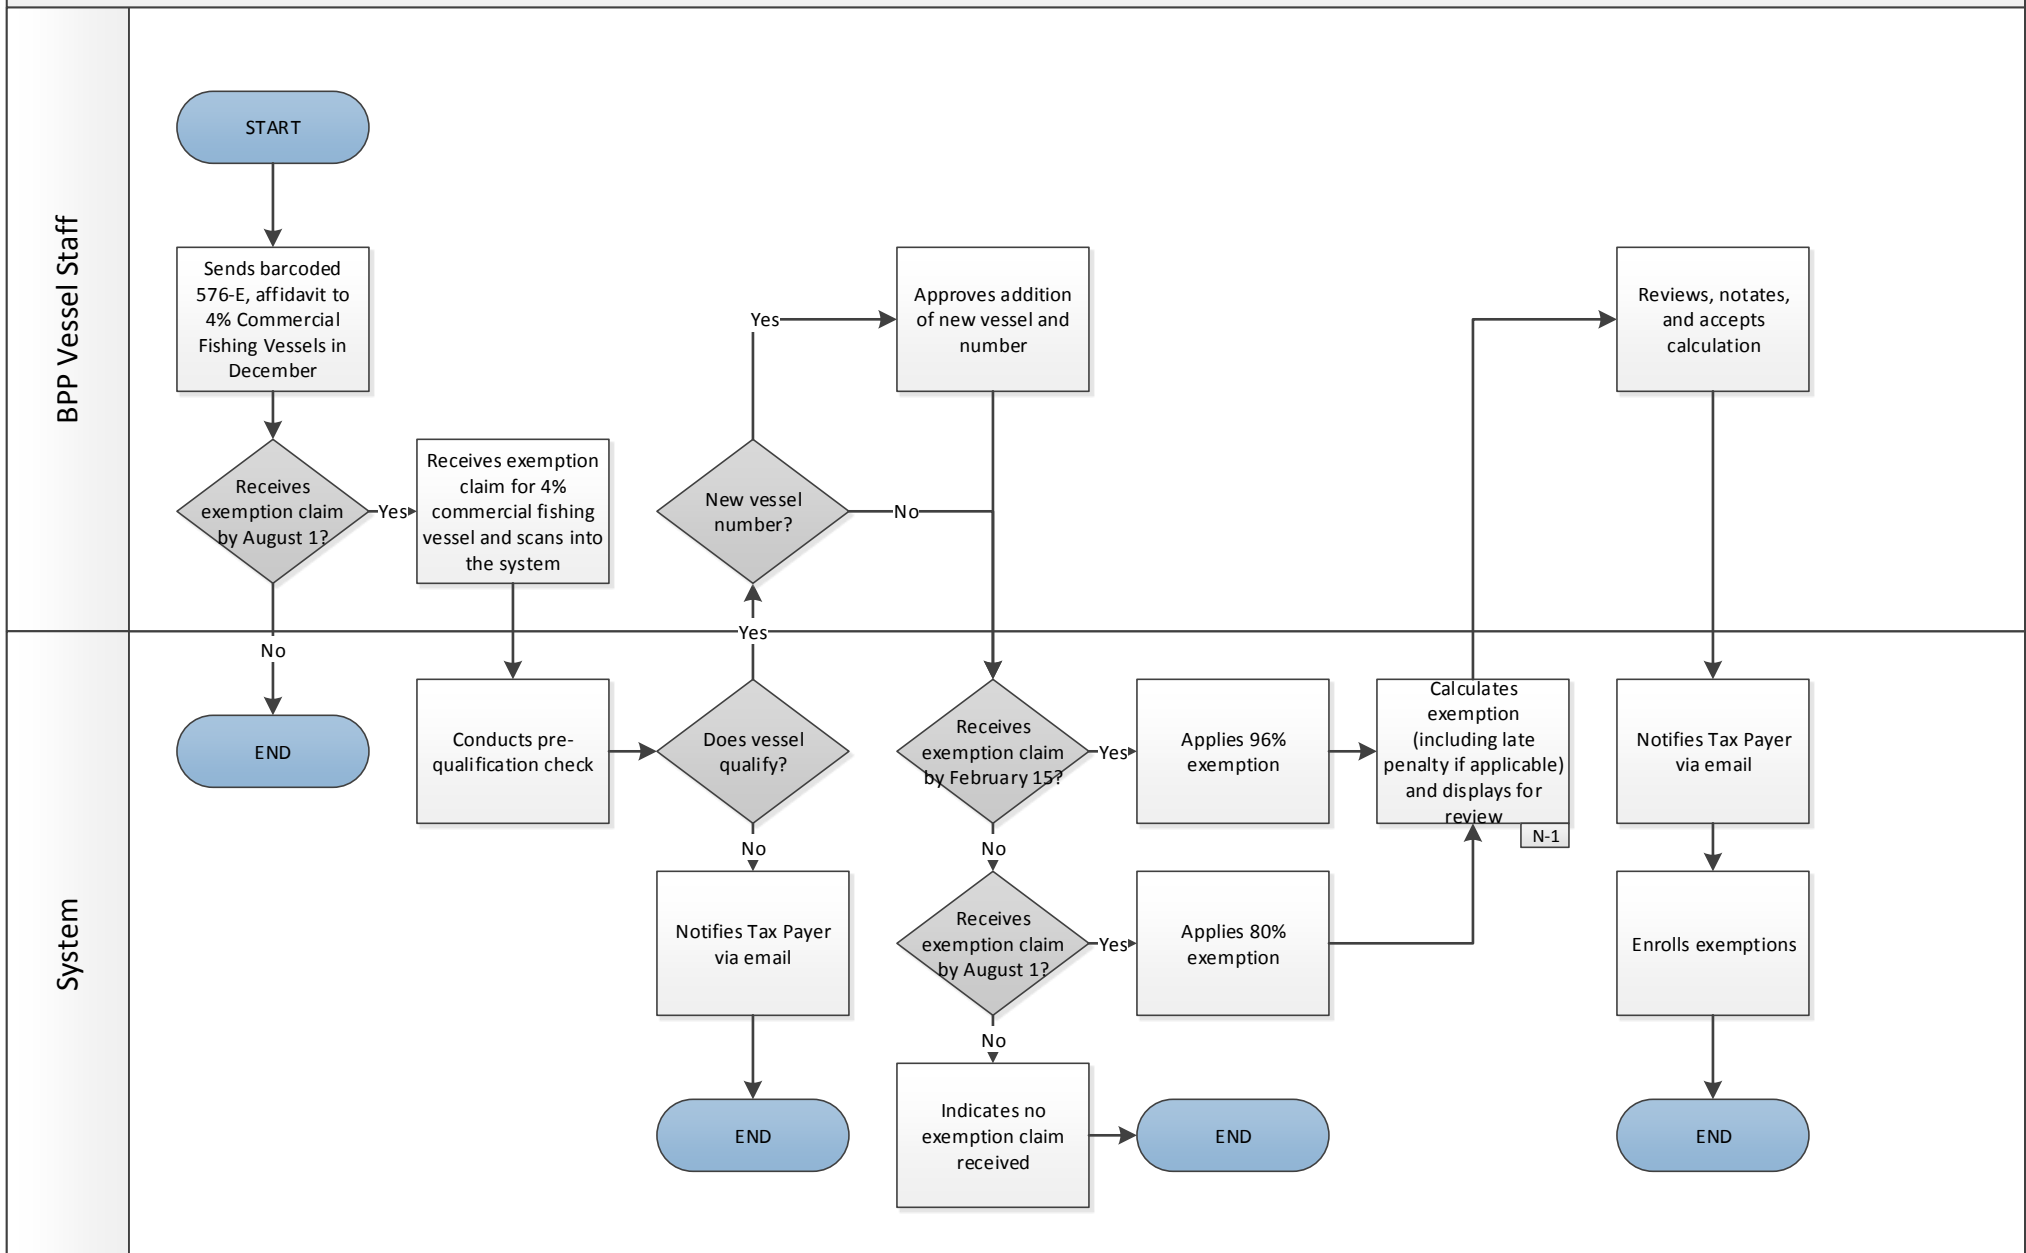 BPP Vessel Staff
START
Sends barcoded
576-E, affidavit to
4% Commercial
Fishing Vessels in
December
Receives
exemption claim
by August 1?
Yes
Receives exemption
claim for 4%
commercial fishing
vessel and scans into
the system
No
New vessel
number?
Yes
No
Approves addition
of new vessel and
number
Reviews, notates,
and accepts
calculation
System
END
Conducts pre-
qualification check
Does vessel
qualify?
Yes
No
Notifies Tax Payer
via email
END
Receives
exemption claim
by February 15?
Yes
Applies 96%
exemption
No
Receives
exemption claim
by August 1?
Yes
Applies 80%
exemption
No
Indicates no
exemption claim
received
END
Calculates
exemption
(including late
penalty if applicable)
and displays for
review
N-1
Notifies Tax Payer
via email
Enrolls exemptions
END